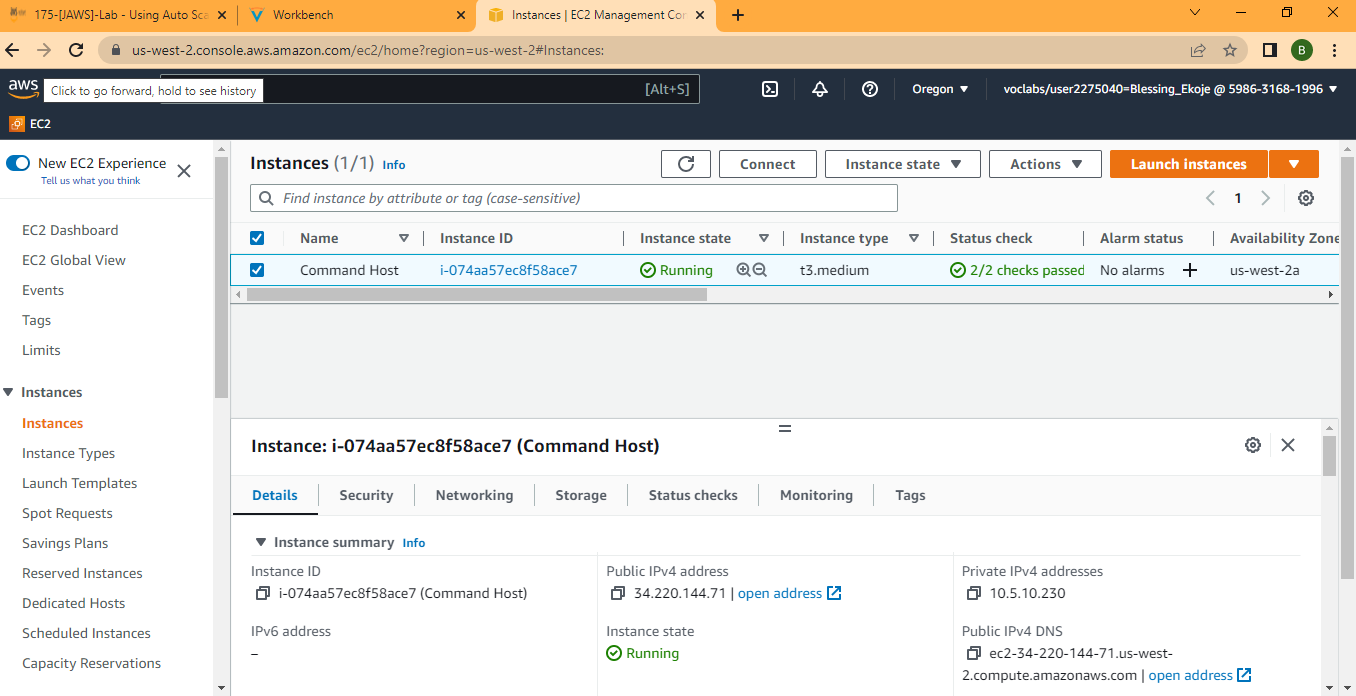 175-[JAWS]-Lab - Using Auto Sca
Workbench
Instances | EC2 Management Con
us-west-2.console.aws.amazon.com/ec2/home?region=us-west-2#Instances:
B
aws
Click to go forward, hold to see history
[Alt+S]
Oregon
voclabs/user2275040=Blessing_Ekoje @ 5986-3168-1996
EC2
New EC2 Experience
Tell us what you think
EC2 Dashboard
EC2 Global View
Events
Tags
Limits
Instances
Instances
Instance Types
Launch Templates
Spot Requests
Savings Plans
Reserved Instances
Dedicated Hosts
Scheduled Instances
Capacity Reservations
Instances (1/1) Info
Connect
Instance state
Actions
Launch instances
Find instance by attribute or tag (case-sensitive)
1
Name Instance ID Instance state Instance type Status check Alarm status Availability Zone
Command Host i-074aa57ec8f58ace7 Running t3.medium 2/2 checks passed No alarms us-west-2a
Instance: i-074aa57ec8f58ace7 (Command Host)
Details Security Networking Storage Status checks Monitoring Tags
Instance summary Info
Instance ID
i-074aa57ec8f58ace7 (Command Host)
Public IPv4 address
34.220.144.71 | open address
Private IPv4 addresses
10.5.10.230
IPv6 address
–
Instance state
Running
Public IPv4 DNS
ec2-34-220-144-71.us-west-
2.compute.amazonaws.com | open address